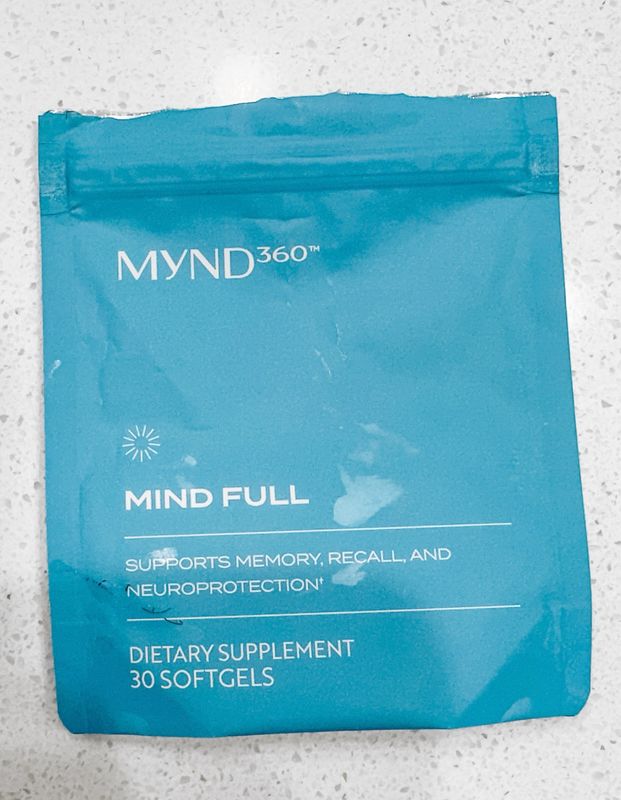 MYND360™
MIND FULL
SUPPORTS MEMORY, RECALL, AND
NEUROPROTECTION†
DIETARY SUPPLEMENT
30 SOFTGELS